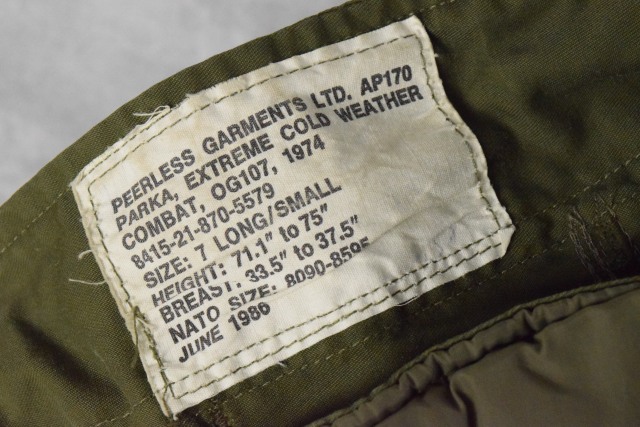 PEERLESS GARMENTS LTD. AP170
PARKA, EXTREME COLD WEATHER
COMBAT, OG107, 1974
8415-21-870-5579
SIZE: 7 LONG/SMALL
HEIGHT: 71.1" to 75"
BREAST: 33.5" to 37.5"
NATO SIZE: 8090-8595
JUNE 1986